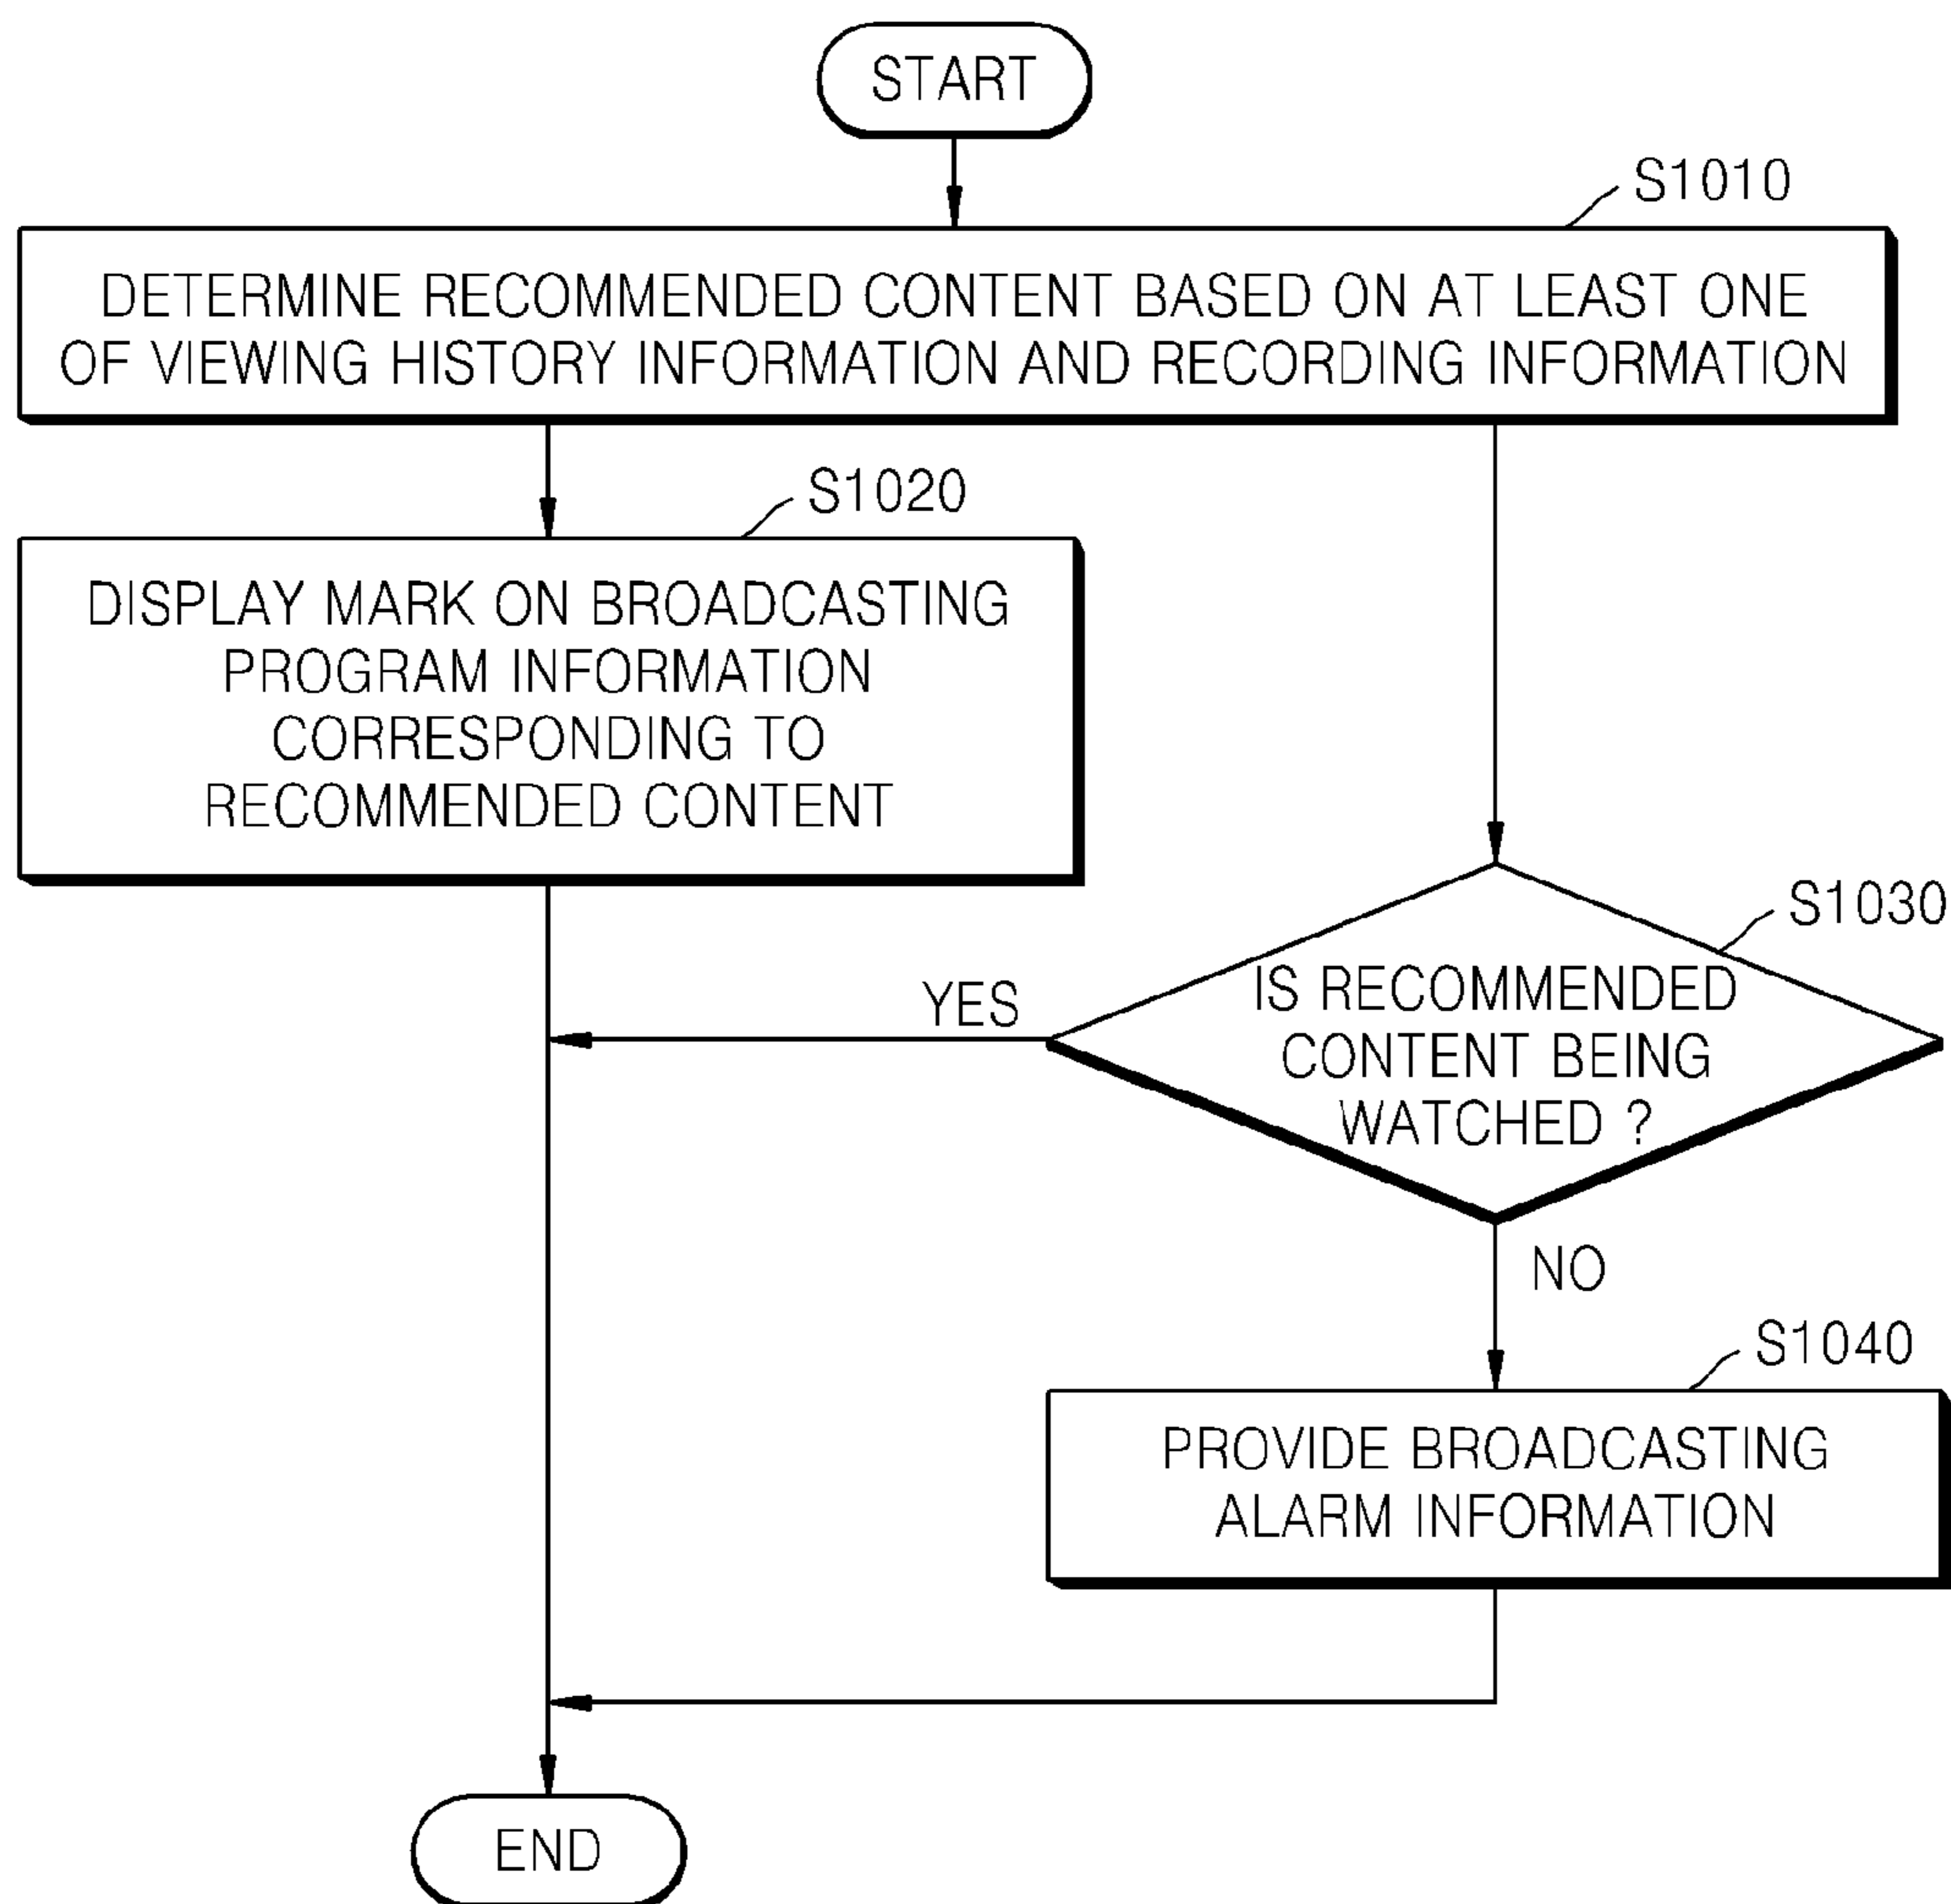 START
S1010
DETERMINE RECOMMENDED CONTENT BASED ON AT LEAST ONE
OF VIEWING HISTORY INFORMATION AND RECORDING INFORMATION
S1020
DISPLAY MARK ON BROADCASTING
PROGRAM INFORMATION
CORRESPONDING TO
RECOMMENDED CONTENT
S1030
IS RECOMMENDED
CONTENT BEING
WATCHED ?
YES
NO
S1040
PROVIDE BROADCASTING
ALARM INFORMATION
END